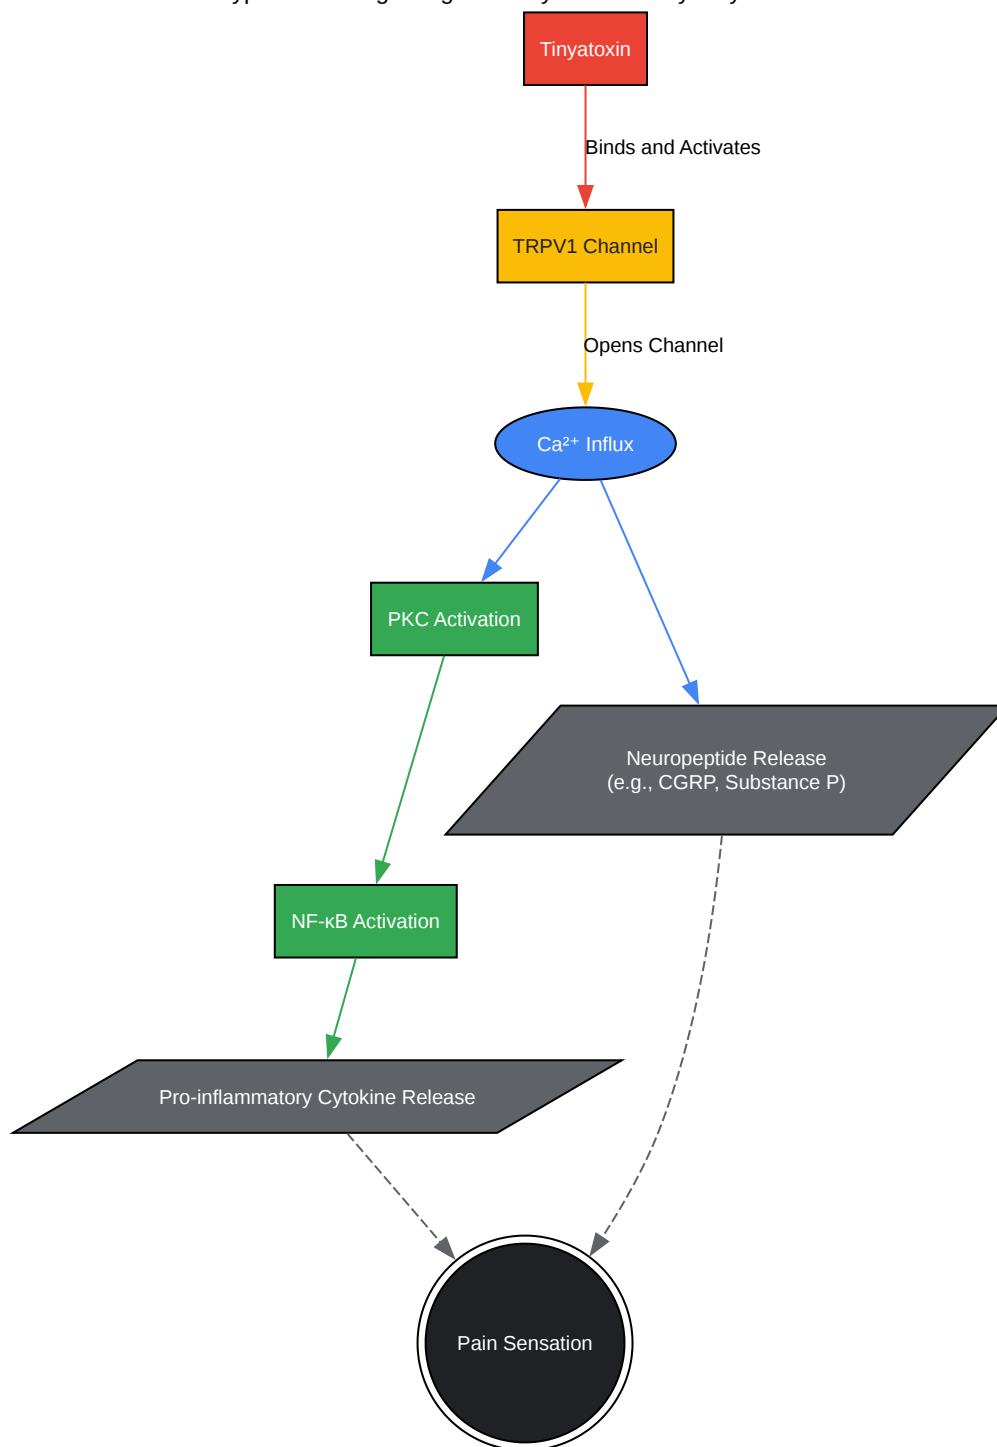 Tinyatoxin
Binds and Activates
TRPV1 Channel
Opens Channel
Ca²⁺ Influx
PKC Activation
Neuropeptide Release
(e.g., CGRP, Substance P)
NF-κB Activation
Pro-inflammatory Cytokine Release
Pain Sensation